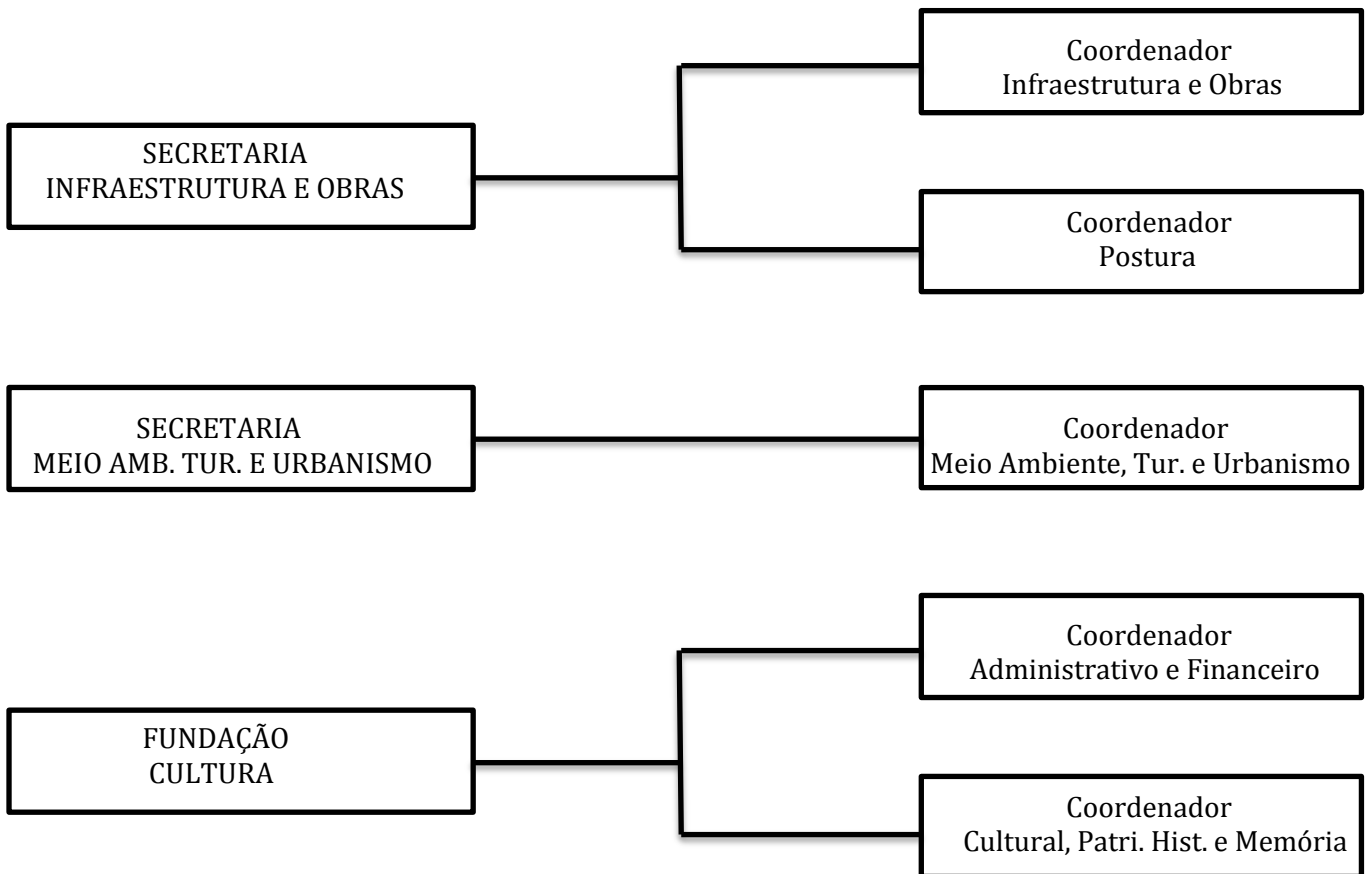 Coordenador
Infraestrutura e Obras
SECRETARIA
INFRAESTRUTURA E OBRAS
Coordenador
Postura
SECRETARIA
MEIO AMB. TUR. E URBANISMO
Coordenador
Meio Ambiente, Tur. e Urbanismo
Coordenador
Administrativo e Financeiro
FUNDAÇÃO
CULTURA
Coordenador
Cultural, Patri. Hist. e Memória